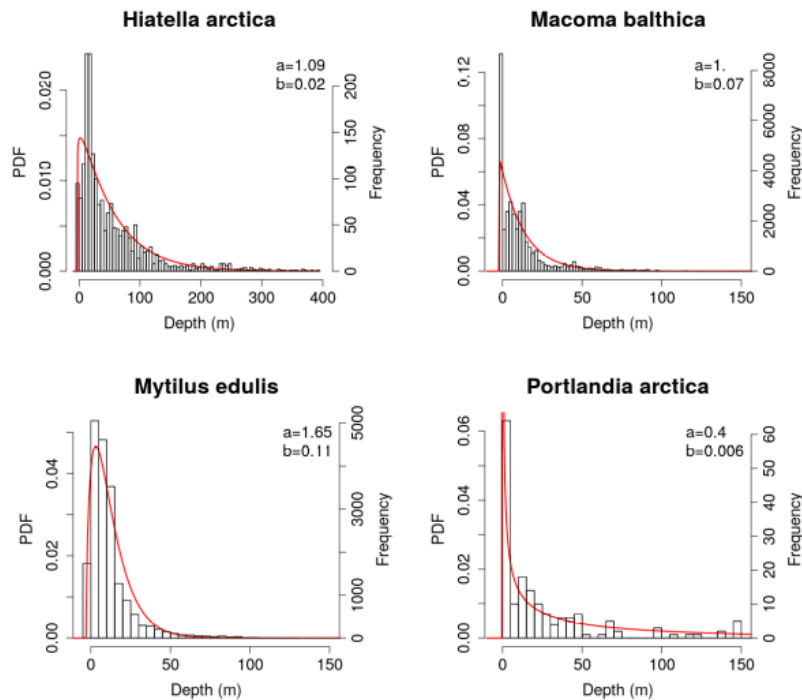 Hiatella arctica
a=1.09
b=0.02
0.000 0.010 0.020
PDF
0 50 100 150 200
Frequency
0 100 200 300 400
Depth (m)
Macoma balthica
a=1.
b=0.07
0.00 0.04 0.08 0.12
PDF
0 2000 4000 6000 8000
Frequency
0 50 100 150
Depth (m)
Mytilus edulis
a=1.65
b=0.11
0.00 0.02 0.04
PDF
0 1000 3000 5000
Frequency
0 50 100 150
Depth (m)
Portlandia arctica
a=0.4
b=0.006
0.00 0.02 0.04 0.06
PDF
0 10 20 30 40 50 60
Frequency
0 50 100 150
Depth (m)